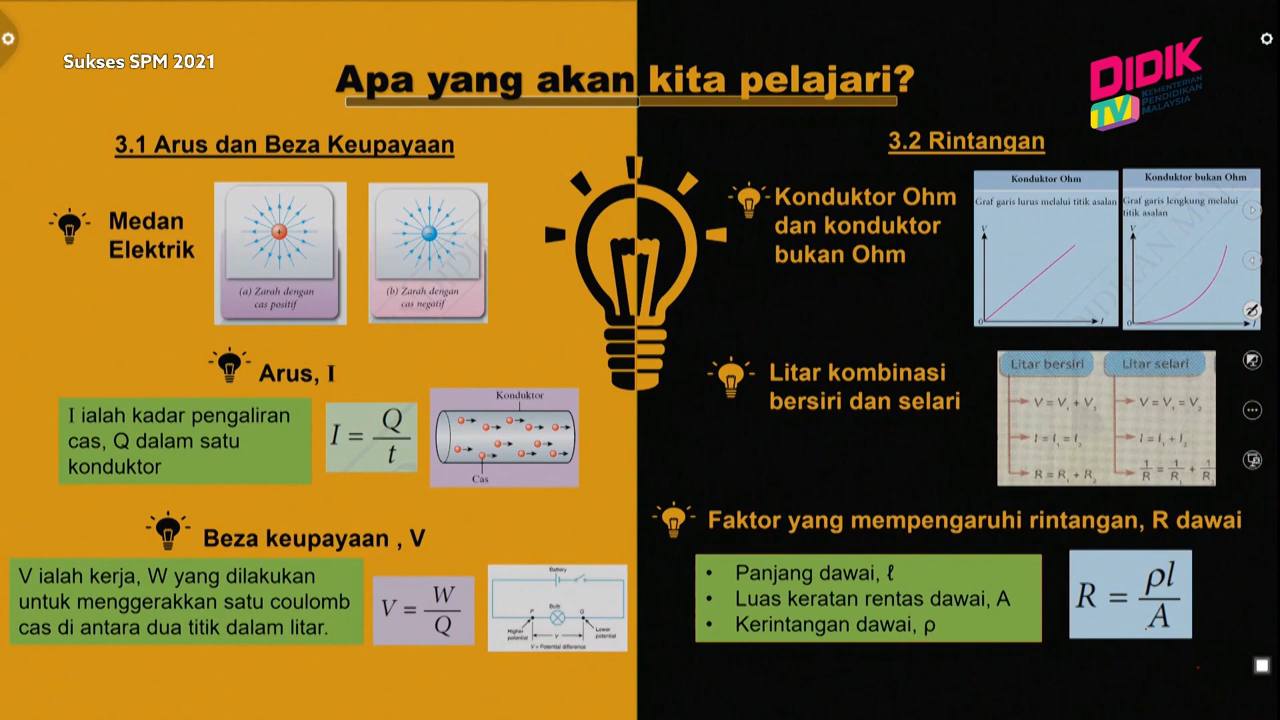 Sukses SPM 2021
Apa yang akan kita pelajari?
DIDIK
TV
KEMENTERIAN
PENDIDIKAN
MALAYSIA
3.1 Arus dan Beza Keupayaan
Medan
Elektrik
(a) Zarah dengan
cas positif
(b) Zarah dengan
cas negatif
Arus, I
I ialah kadar pengaliran
cas, Q dalam satu
konduktor
I = Q/t
Konduktor
Cas
Beza keupayaan , V
V ialah kerja, W yang dilakukan
untuk menggerakkan satu coulomb
cas di antara dua titik dalam litar.
V = W/Q
Battery
P
Bulb
Q
Higher
potential
V
Lower
potential
V = Potential difference
3.2 Rintangan
Konduktor Ohm
dan konduktor
bukan Ohm
Konduktor Ohm
Graf garis lurus melalui titik asalan
V
0
I
Konduktor bukan Ohm
Graf garis lengkung melalui
titik asalan
V
0
I
Litar kombinasi
bersiri dan selari
Litar bersiri
V = V₁ + V₂
I = I₁ = I₂
R = R₁ + R₂
Litar selari
V = V₁ = V₂
I = I₁ + I₂
1/R = 1/R₁ + 1/R₂
Faktor yang mempengaruhi rintangan, R dawai
• Panjang dawai, ℓ
• Luas keratan rentas dawai, A
• Kerintangan dawai, ρ
R = ρl/A